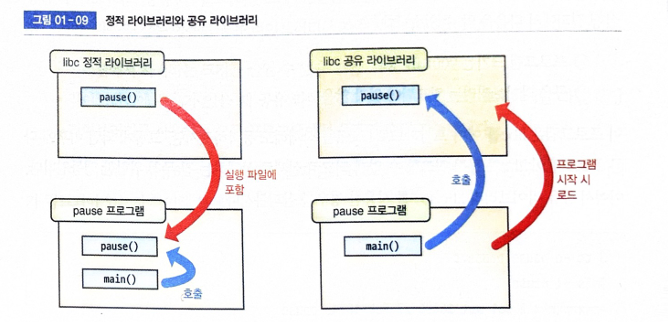 그림 01-09 정적 라이브러리와 공유 라이브러리
libc 정적 라이브러리
pause()
실행 파일에
포함
pause 프로그램
pause()
main()
호출
libc 공유 라이브러리
pause()
호출
프로그램
시작 시
로드
pause 프로그램
main()